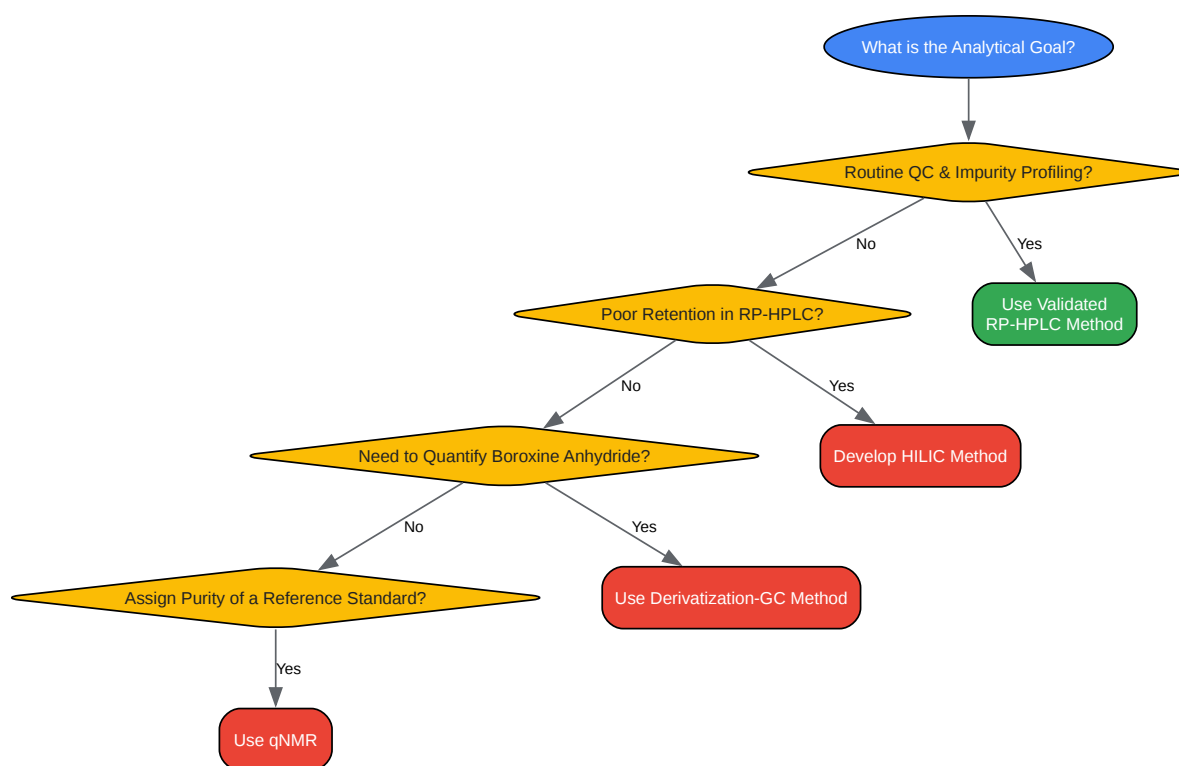 What is the Analytical Goal?
Routine QC & Impurity Profiling?
No
Yes
Use Validated
RP-HPLC Method
Poor Retention in RP-HPLC?
No
Yes
Develop HILIC Method
Need to Quantify Boroxine Anhydride?
No
Yes
Use Derivatization-GC Method
Assign Purity of a Reference Standard?
Yes
Use qNMR